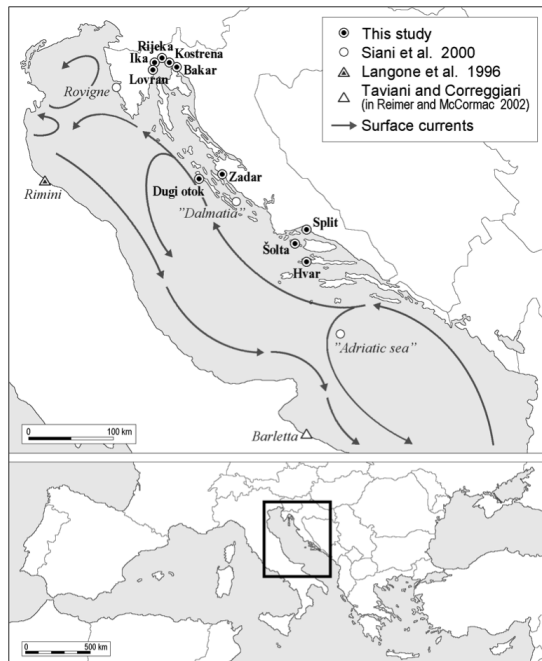 This study
Siani et al. 2000
Langone et al. 1996
Taviani and Correggiari
(in Reimer and McCormac 2002)
Surface currents
Rijeka
Ika
Kostrena
Bakar
Lovran
Rovigne
Rimini
Dugi otok
Zadar
"Dalmatia"
Split
Šolta
Hvar
"Adriatic sea"
Barletta
0 100 km
0 500 km